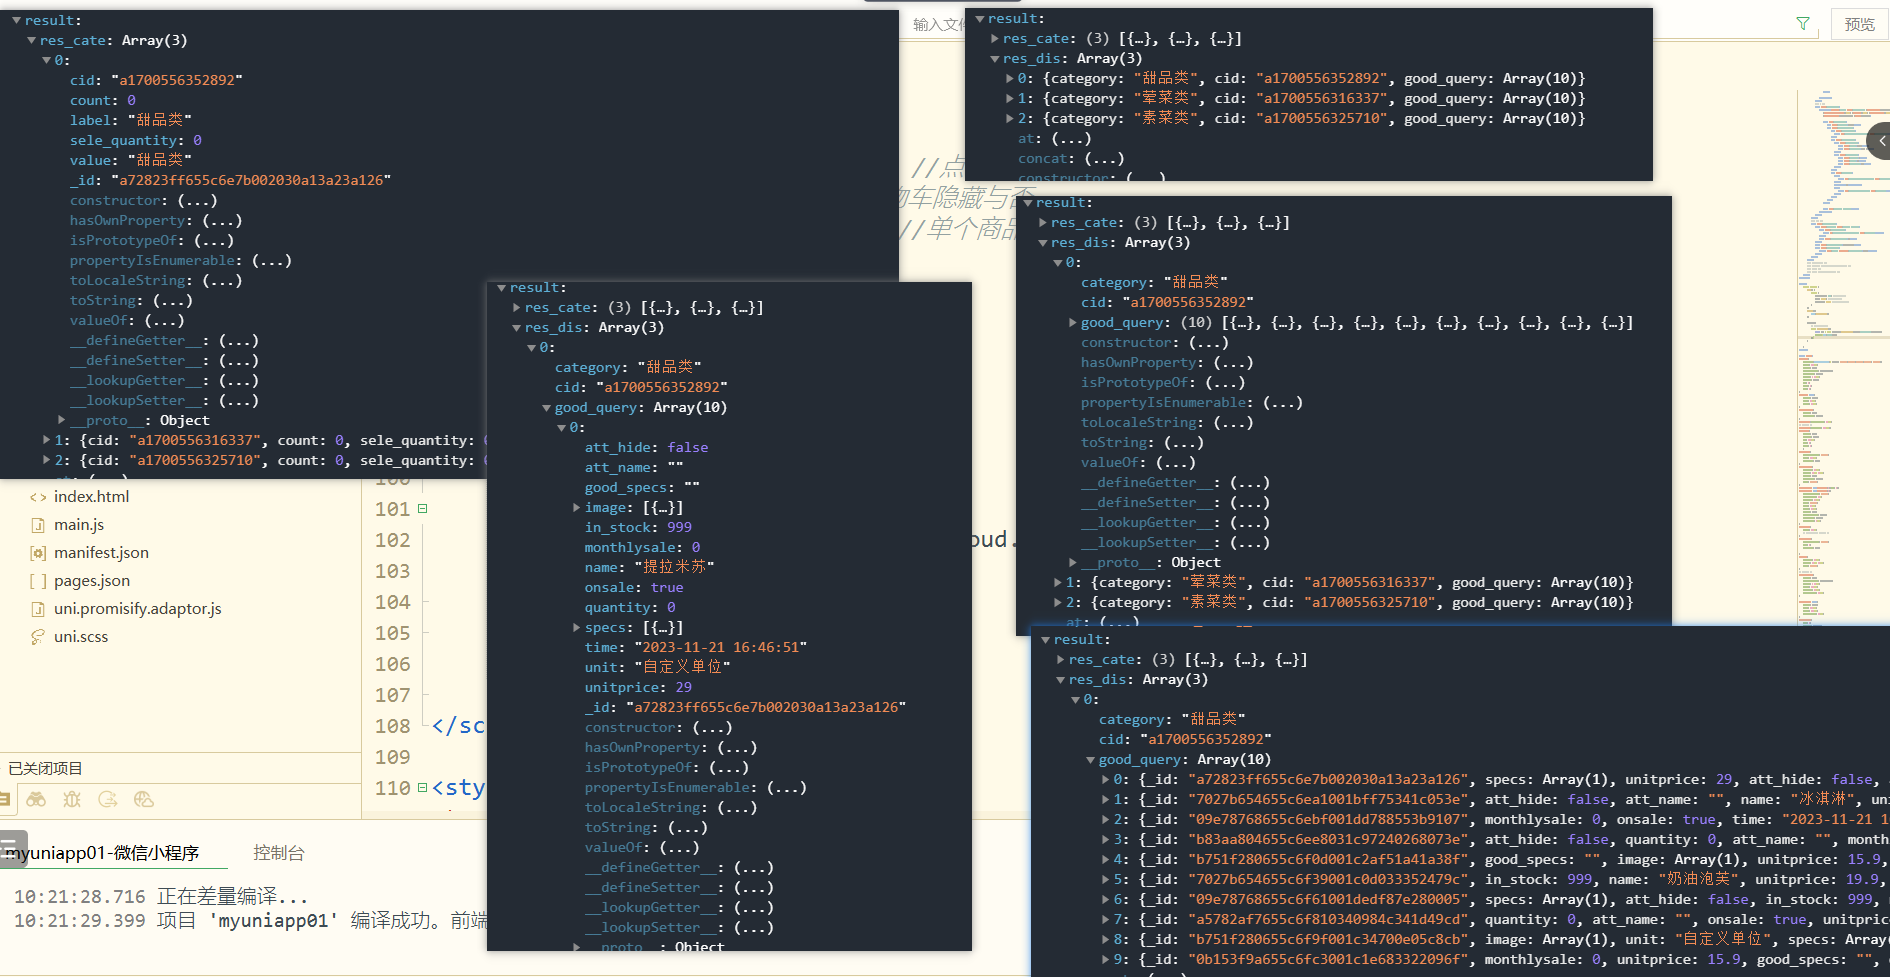 result:
res_cate: Array(3)
0:
cid: "a1700556352892"
count: 0
label: "甜品类"
sele_quantity: 0
value: "甜品类"
_id: "a72823ff655c6e7b002030a13a23a126"
constructor: (...)
hasOwnProperty: (...)
isPrototypeOf: (...)
propertyIsEnumerable: (...)
toLocaleString: (...)
toString: (...)
valueOf: (...)
__defineGetter__: (...)
__defineSetter__: (...)
__lookupGetter__: (...)
__lookupSetter__: (...)
__proto__: Object
1: {cid: "a1700556316337", count: 0, sele_quantity:
2: {cid: "a1700556325710", count: 0, sele_quantity:
输入文件
预览
result:
res_cate: (3) [{…}, {…}, {…}]
res_dis: Array(3)
0: {category: "甜品类", cid: "a1700556352892", good_query: Array(10)}
1: {category: "荤菜类", cid: "a1700556316337", good_query: Array(10)}
2: {category: "素菜类", cid: "a1700556325710", good_query: Array(10)}
at: (...)
concat: (...)
constructor: (...)
//点
物车隐藏与否
//单个商品
result:
res_cate: (3) [{…}, {…}, {…}]
res_dis: Array(3)
0:
category: "甜品类"
cid: "a1700556352892"
good_query: (10) [{…}, {…}, {…}, {…}, {…}, {…}, {…}, {…}, {…}, {…}]
constructor: (...)
hasOwnProperty: (...)
isPrototypeOf: (...)
propertyIsEnumerable: (...)
toLocaleString: (...)
toString: (...)
valueOf: (...)
__defineGetter__: (...)
__defineSetter__: (...)
__lookupGetter__: (...)
__lookupSetter__: (...)
__proto__: Object
1: {category: "荤菜类", cid: "a1700556316337", good_query: Array(10)}
2: {category: "素菜类", cid: "a1700556325710", good_query: Array(10)}
at: (...)
result:
res_cate: (3) [{…}, {…}, {…}]
res_dis: Array(3)
0:
category: "甜品类"
cid: "a1700556352892"
good_query: Array(10)
0:
att_hide: false
att_name: ""
good_specs: ""
image: [{…}]
in_stock: 999
monthlysale: 0
name: "提拉米苏"
onsale: true
quantity: 0
specs: [{…}]
time: "2023-11-21 16:46:51"
unit: "自定义单位"
unitprice: 29
_id: "a72823ff655c6e7b002030a13a23a126"
constructor: (...)
hasOwnProperty: (...)
isPrototypeOf: (...)
propertyIsEnumerable: (...)
toLocaleString: (...)
toString: (...)
valueOf: (...)
__defineGetter__: (...)
__defineSetter__: (...)
__lookupGetter__: (...)
__lookupSetter__: (...)
__proto__: Object
index.html
main.js
manifest.json
pages.json
uni.promisify.adaptor.js
uni.scss
已关闭项目
100
101
102
oud.
103
104
105
106
107
108 </sc
109
110 <sty
result:
res_cate: (3) [{…}, {…}, {…}]
res_dis: Array(3)
0:
category: "甜品类"
cid: "a1700556352892"
good_query: Array(10)
0: {_id: "a72823ff655c6e7b002030a13a23a126", specs: Array(1), unitprice: 29, att_hide: false,
1: {_id: "7027b654655c6ea1001bff75341c053e", att_hide: false, att_name: "", name: "冰淇淋", un
2: {_id: "09e78768655c6ebf001dd788553b9107", monthlysale: 0, onsale: true, time: "2023-11-21 1
3: {_id: "b83aa804655c6ee8031c97240268073e", att_hide: false, quantity: 0, att_name: "", month
4: {_id: "b751f280655c6f0d001c2af51a41a38f", good_specs: "", image: Array(1), unitprice: 15.9,
5: {_id: "7027b654655c6f39001c0d033352479c", in_stock: 999, name: "奶油泡芙", unitprice: 19.9,
6: {_id: "09e78768655c6f61001dedf87e280005", specs: Array(1), att_hide: false, in_stock: 999,
7: {_id: "a5782af7655c6f810340984c341d49cd", quantity: 0, att_name: "", onsale: true, unitpric
8: {_id: "b751f280655c6f9f001c34700e05c8cb", image: Array(1), unit: "自定义单位", specs: Array
9: {_id: "0b153f9a655c6fc3001c1e683322096f", monthlysale: 0, unitprice: 15.9, good_specs: "",
myuniapp01-微信小程序
控制台
10:21:28.716 正在差量编译...
10:21:29.399 项目 'myuniapp01' 编译成功。前端